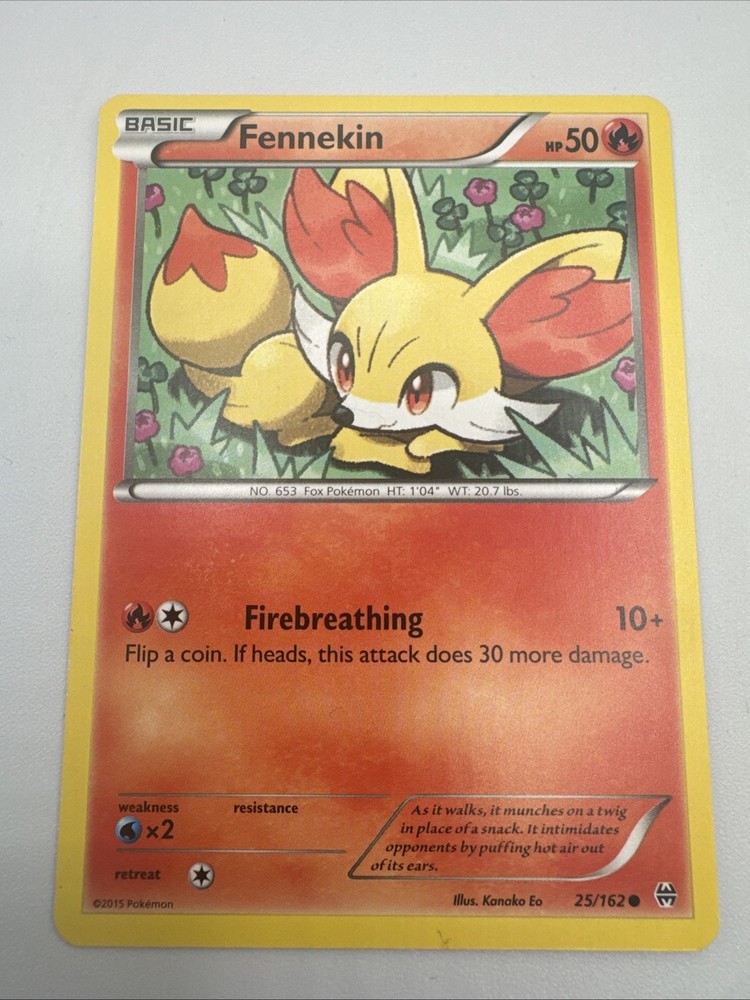 BASIC
Fennekin
HP 50
NO. 653 Fox Pokémon HT: 1'04" WT: 20.7 lbs.
Firebreathing 10+
Flip a coin. If heads, this attack does 30 more damage.
weakness resistance
×2
retreat
As it walks, it munches on a twig
in place of a snack. It intimidates
opponents by puffing hot air out
of its ears.
©2015 Pokémon
Illus. Kanako Eo 25/162